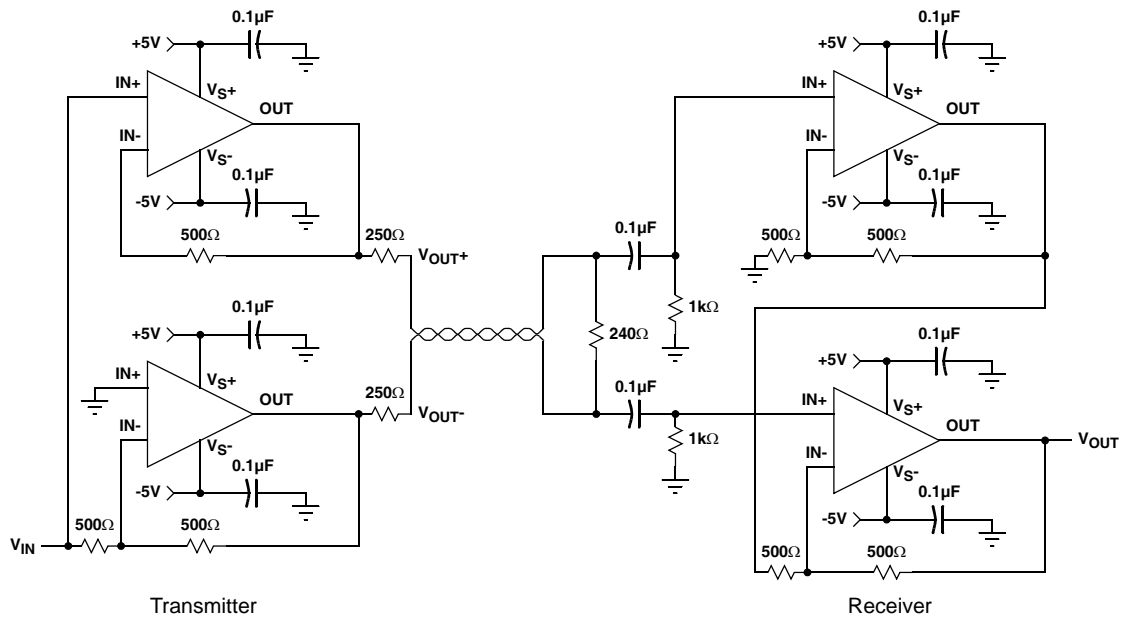 0.1µF
+5V
IN+
VS+
OUT
IN-
VS-
0.1µF
-5V
500Ω
250Ω
VOUT+
0.1µF
+5V
IN+
VS+
OUT
IN-
VS-
250Ω
VOUT-
0.1µF
-5V
500Ω
500Ω
VIN
Transmitter
0.1µF
1kΩ
240Ω
0.1µF
1kΩ
0.1µF
+5V
IN+
VS+
OUT
IN-
VS-
0.1µF
-5V
500Ω
500Ω
0.1µF
+5V
IN+
VS+
OUT
VOUT
IN-
VS-
0.1µF
-5V
500Ω
500Ω
Receiver